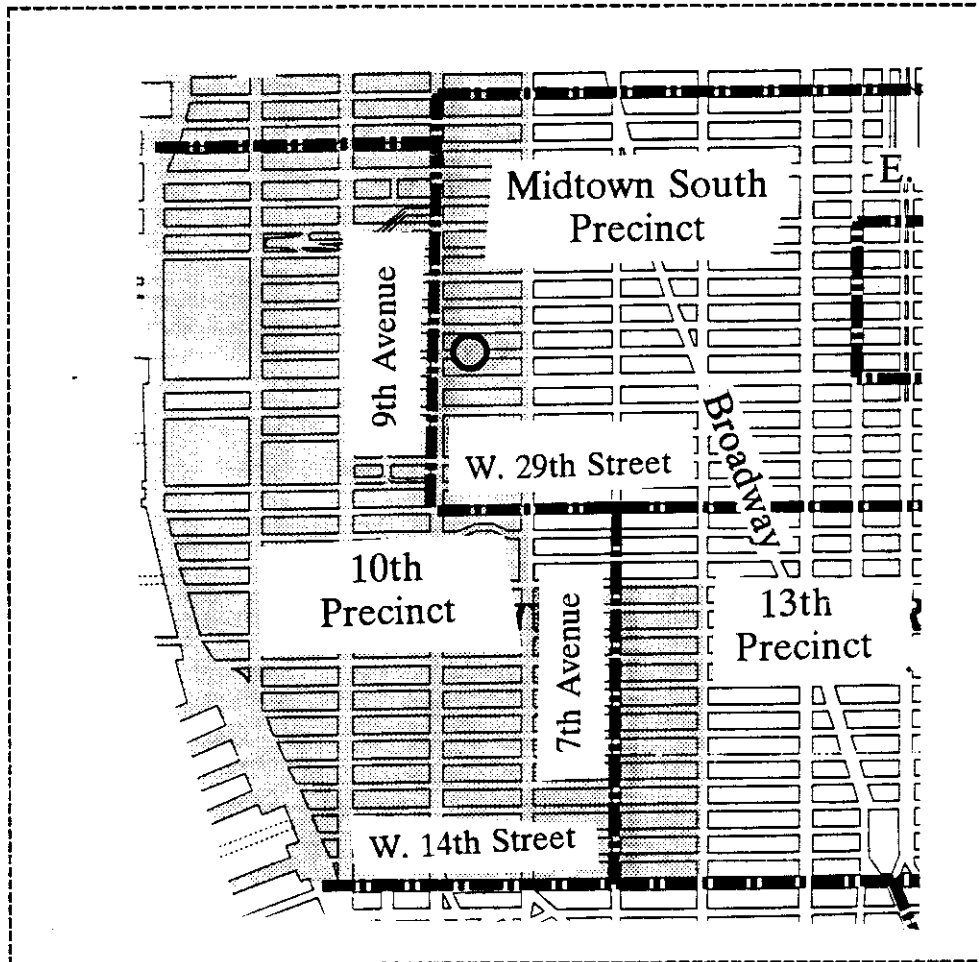 Midtown South
Precinct
E.
9th Avenue
W. 29th Street
Broadway
10th
Precinct
7th Avenue
13th
Precinct
W. 14th Street